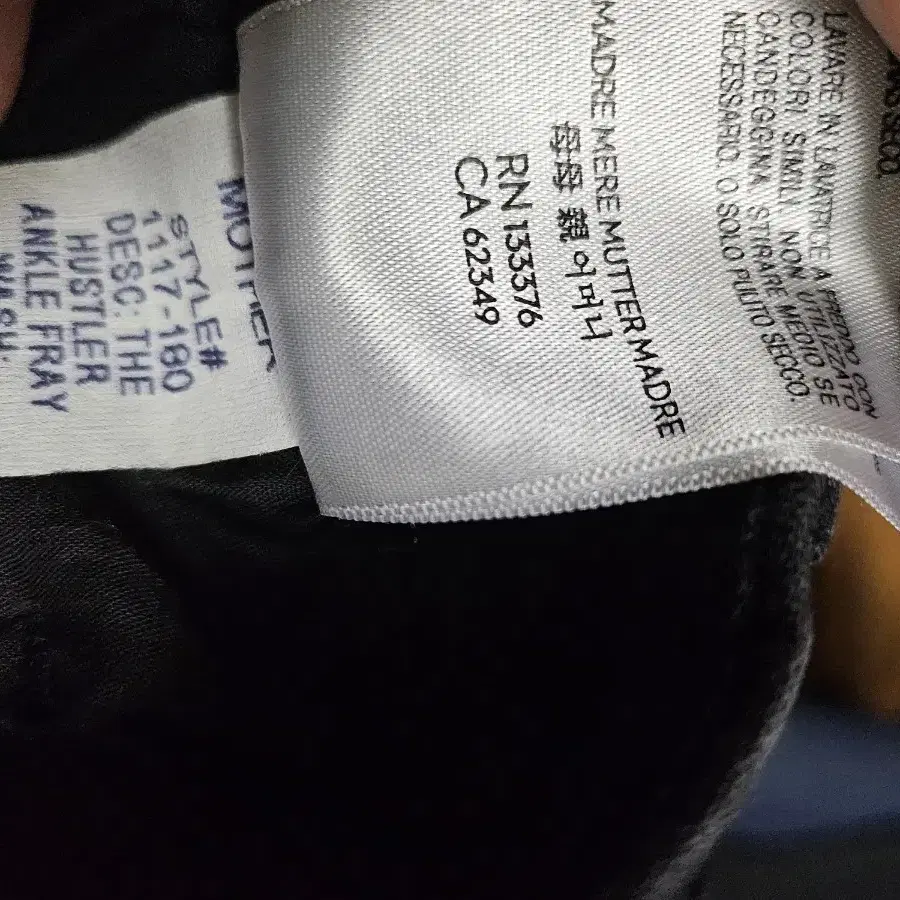 MOTHER
STYLE#
1117-180
DESC: THE
HUSTLER
ANKLE FRAY
WASH:
LAVARE IN LAVATRICE A FREDDO CON
COLORI SIMILI. NON UTILIZZATO
CANDEGGINA. STIRARE MEDIO SE
NECESSARIO, O SOLO PULITO SECCO.
MADRE MERE MUTTER MADRE
母母 親 어머니
RN 133376
CA 62349